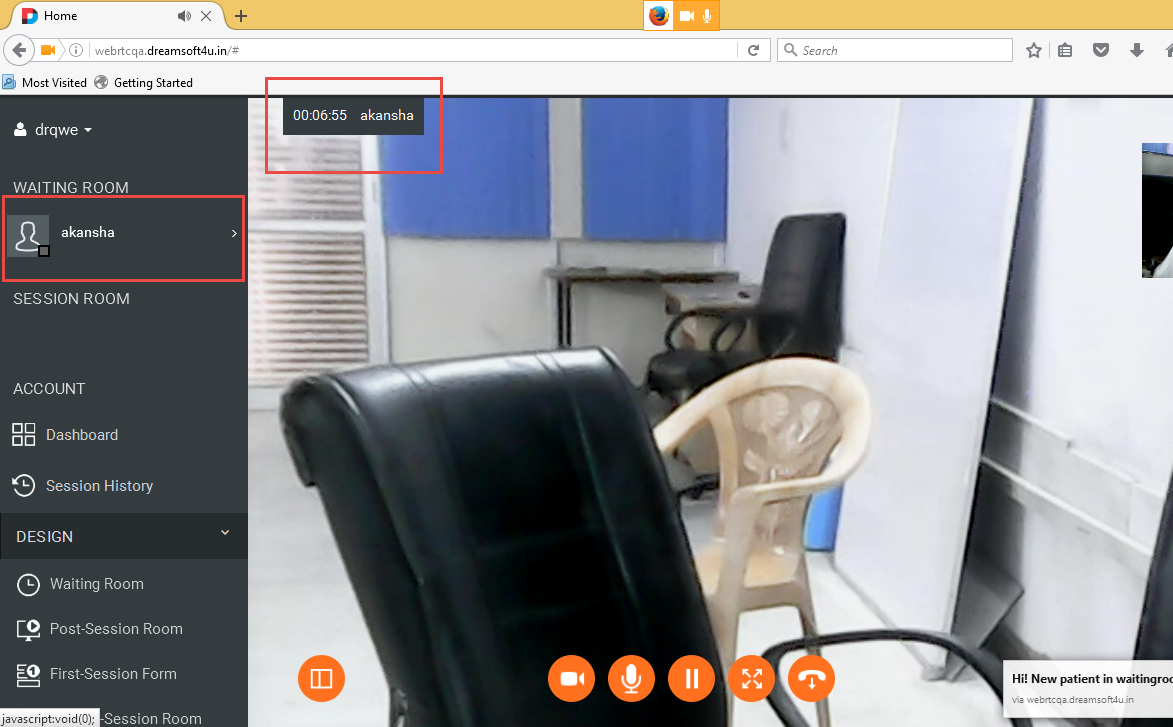 Home
webrtcqa.dreamsoft4u.in/#
Search
Most Visited
Getting Started
drqwe
00:06:55 akansha
WAITING ROOM
akansha
SESSION ROOM
ACCOUNT
Dashboard
Session History
DESIGN
Waiting Room
Post-Session Room
First-Session Form
-Session Room
javascript:void(0);
Hi! New patient in waitingroo
via webrtcqa.dreamsoft4u.in